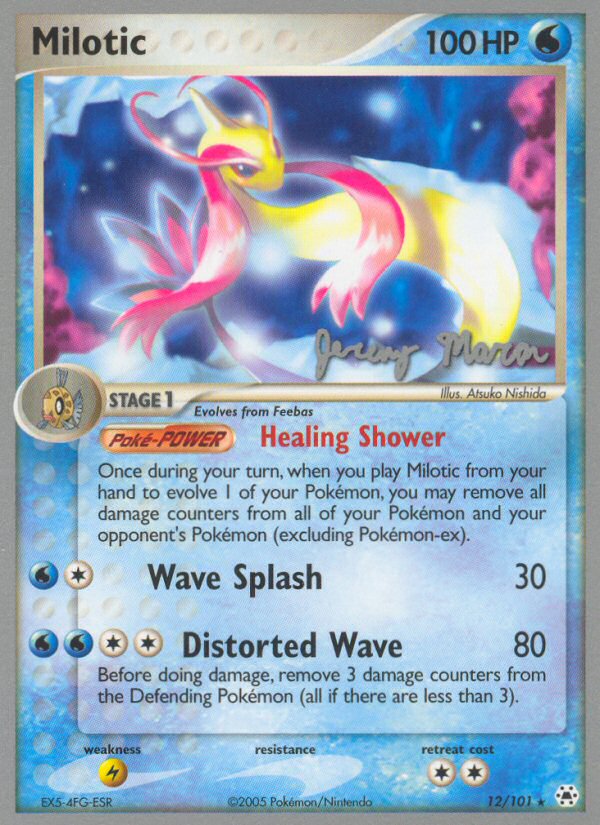 Milotic 100 HP
Jeremy Maron
Illus. Atsuko Nishida
STAGE 1
Evolves from Feebas
Poké-POWER Healing Shower
Once during your turn, when you play Milotic from your
hand to evolve 1 of your Pokémon, you may remove all
damage counters from all of your Pokémon and your
opponent's Pokémon (excluding Pokémon-ex).
Wave Splash 30
Distorted Wave 80
Before doing damage, remove 3 damage counters from
the Defending Pokémon (all if there are less than 3).
weakness resistance retreat cost
EX5-4FG-ESR ©2005 Pokémon/Nintendo 12/101 ★